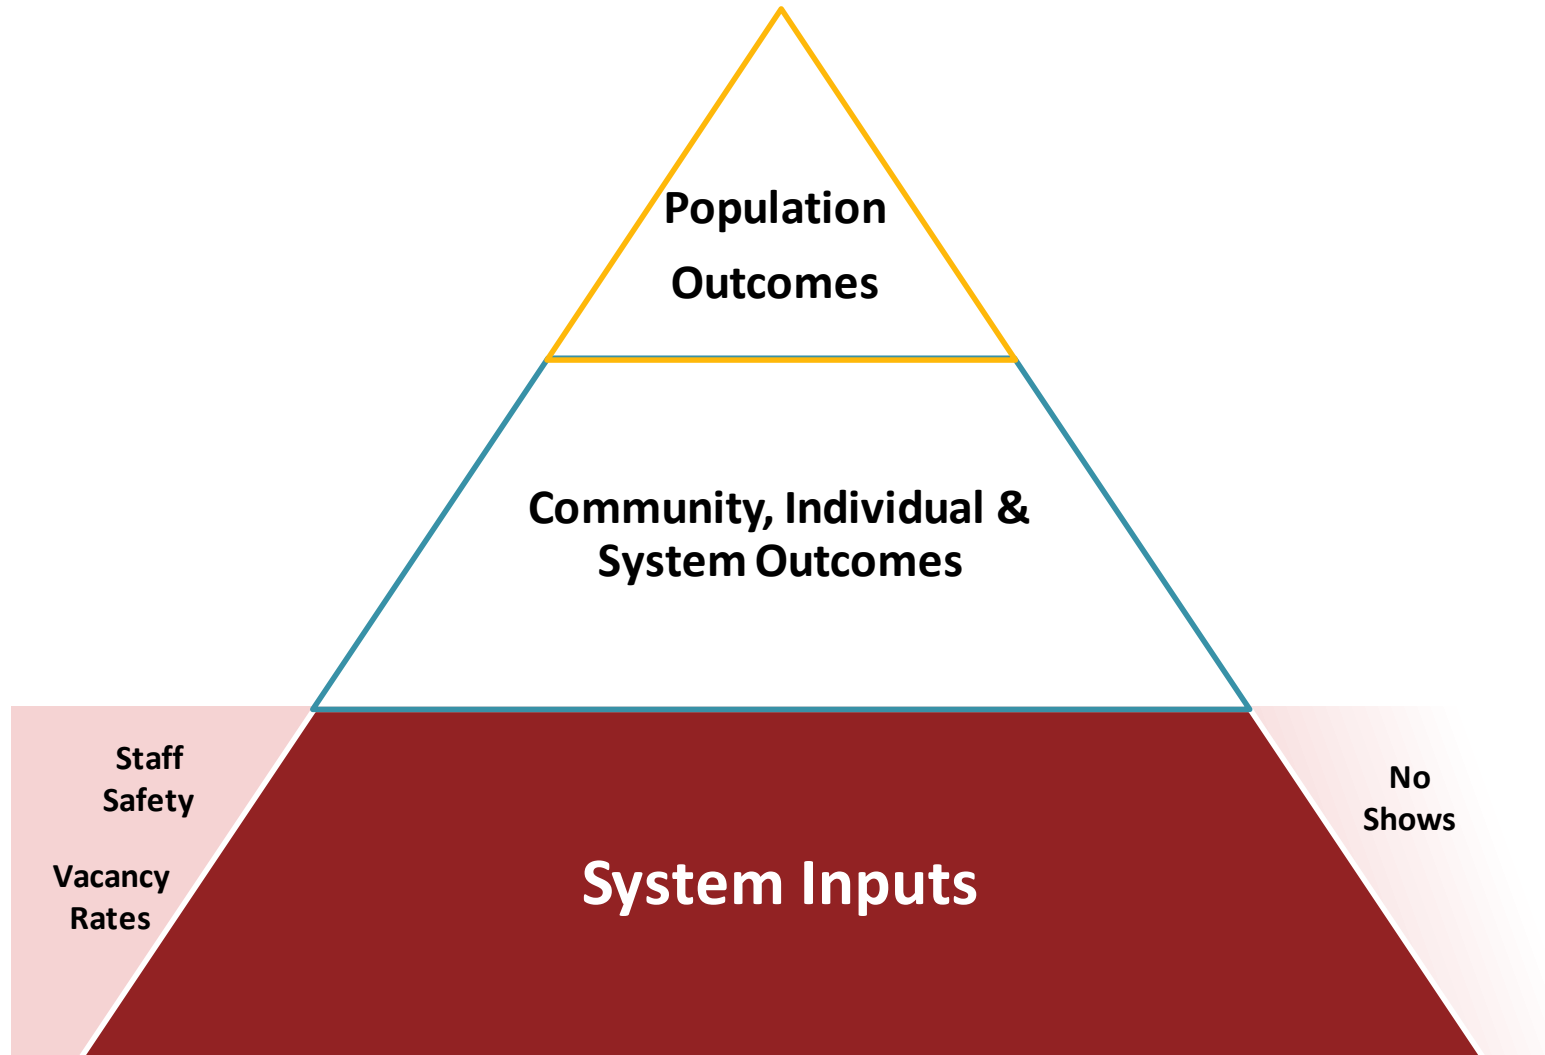 Population
Outcomes
Community, Individual &
System Outcomes
Staff
Safety
Vacancy
Rates
System Inputs
No
Shows